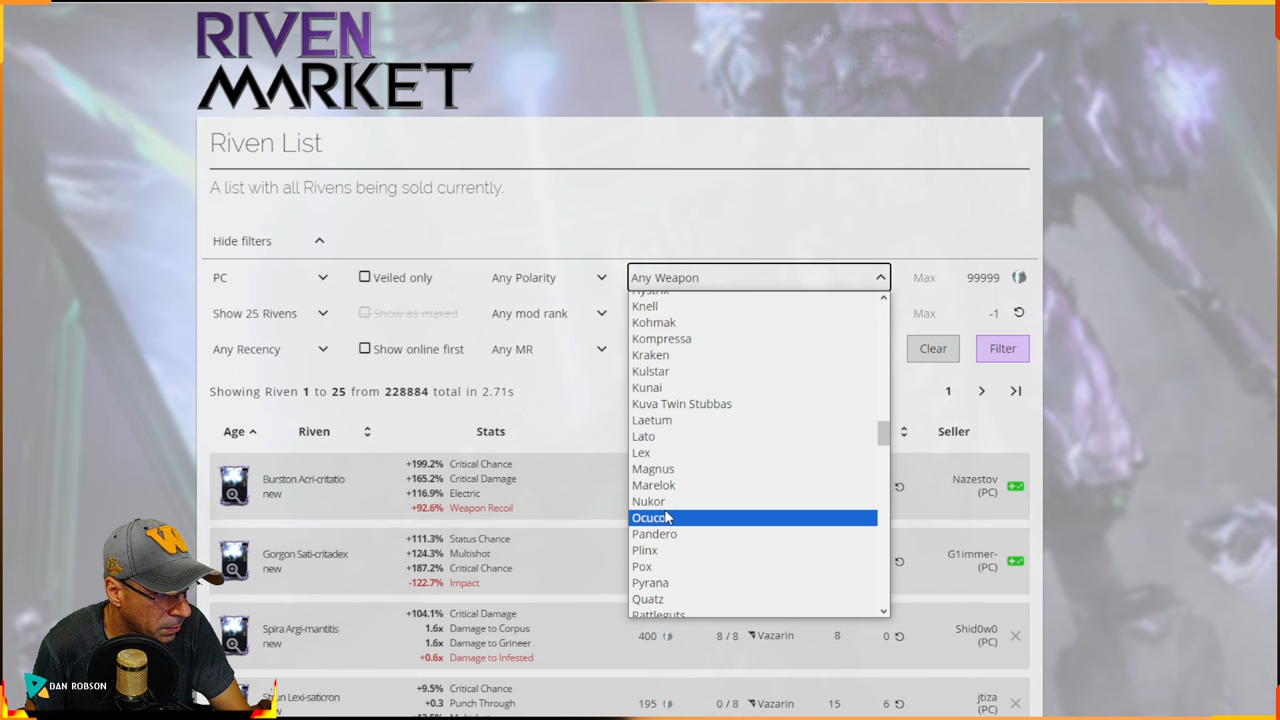 RIVEN
MARKET
Riven List
A list with all Rivens being sold currently.
Hide filters
PC
Veiled only
Any Polarity
Any Weapon
Max 99999
Show 25 Rivens
Show as maxed
Any mod rank
Max -1
Any Recency
Show online first
Any MR
Clear
Filter
Knell
Kohmak
Kompressa
Kraken
Kulstar
Kunai
Kuva Twin Stubbas
Laetum
Lato
Lex
Magnus
Marelok
Nukor
Ocucor
Pandero
Plinx
Pox
Pyrana
Quatz
Rattleguts
Showing Riven 1 to 25 from 228884 total in 2.71s
1
Age Riven Stats Seller
Burston Acri-critatio
new
+199.2% Critical Chance
+165.2% Critical Damage
+116.9% Electric
+92.6% Weapon Recoil
Nazestov
(PC)
Gorgon Sati-critadex
new
+111.3% Status Chance
+124.3% Multishot
+187.2% Critical Chance
-122.7% Impact
G1immer-
(PC)
Spira Argi-mantitis
new
+104.1% Critical Damage
1.6x Damage to Corpus
1.6x Damage to Grineer
+0.6x Damage to Infested
400 8 / 8 Vazarin 8 0
Shid0w0
(PC)
Strun Lexi-saticron
new
+9.5% Critical Chance
+0.3 Punch Through
195 0 / 8 Vazarin 15 6
jtiza
(PC)
W
DAN ROBSON